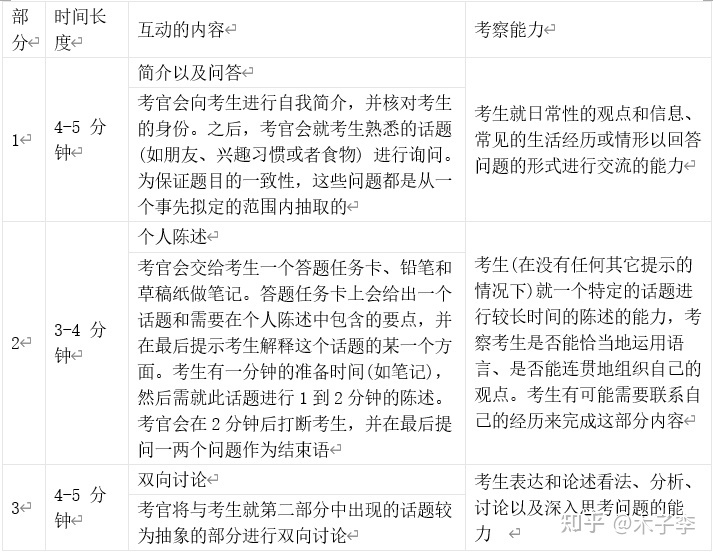 部分
时间长度
互动的内容
考察能力
1
4-5 分钟
简介以及问答
考官会向考生进行自我简介，并核对考生
的身份。之后，考官会就考生熟悉的话题
(如朋友、兴趣习惯或者食物) 进行询问。
为保证题目的一致性，这些问题都是从一
个事先拟定的范围内抽取的
考生就日常性的观点和信息、
常见的生活经历或情形以回答
问题的形式进行交流的能力
2
3-4 分钟
个人陈述
考官会交给考生一个答题任务卡、铅笔和
草稿纸做笔记。答题任务卡上会给出一个
话题和需要在个人陈述中包含的要点，并
在最后提示考生解释这个话题的某一个方
面。考生有一分钟的准备时间(如笔记)，
然后需就此话题进行 1 到 2 分钟的陈述。
考官会在 2 分钟后打断考生，并在最后提
问一两个问题作为结束语
考生(在没有任何其它提示的
情况下)就一个特定的话题进
行较长时间的陈述的能力，考
察考生是否能恰当地运用语
言、是否能连贯地组织自己的
观点。考生有可能需要联系自
己的经历来完成这部分内容
3
4-5 分钟
双向讨论
考官将与考生就第二部分中出现的话题较
为抽象的部分进行双向讨论
考生表达和论述看法、分析、
讨论以及深入思考问题的能
力
知乎 @木子李